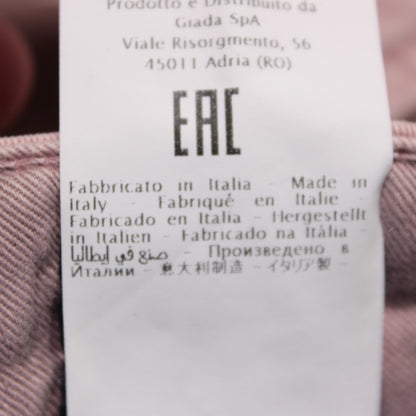 Prodotto e Distribuito da
Giada SpA
Viale Risorgmento, 56
45011 Adria (RO)
EAC
Fabbricato in Italia - Made in
Italy - Fabriqué en Italie -
Fabricado en Italia - Hergestellt
in Italien - Fabricado na Itália -
صنع في إيطاليا - Произведено в
Италии - 意大利制造 - イタリア製 -